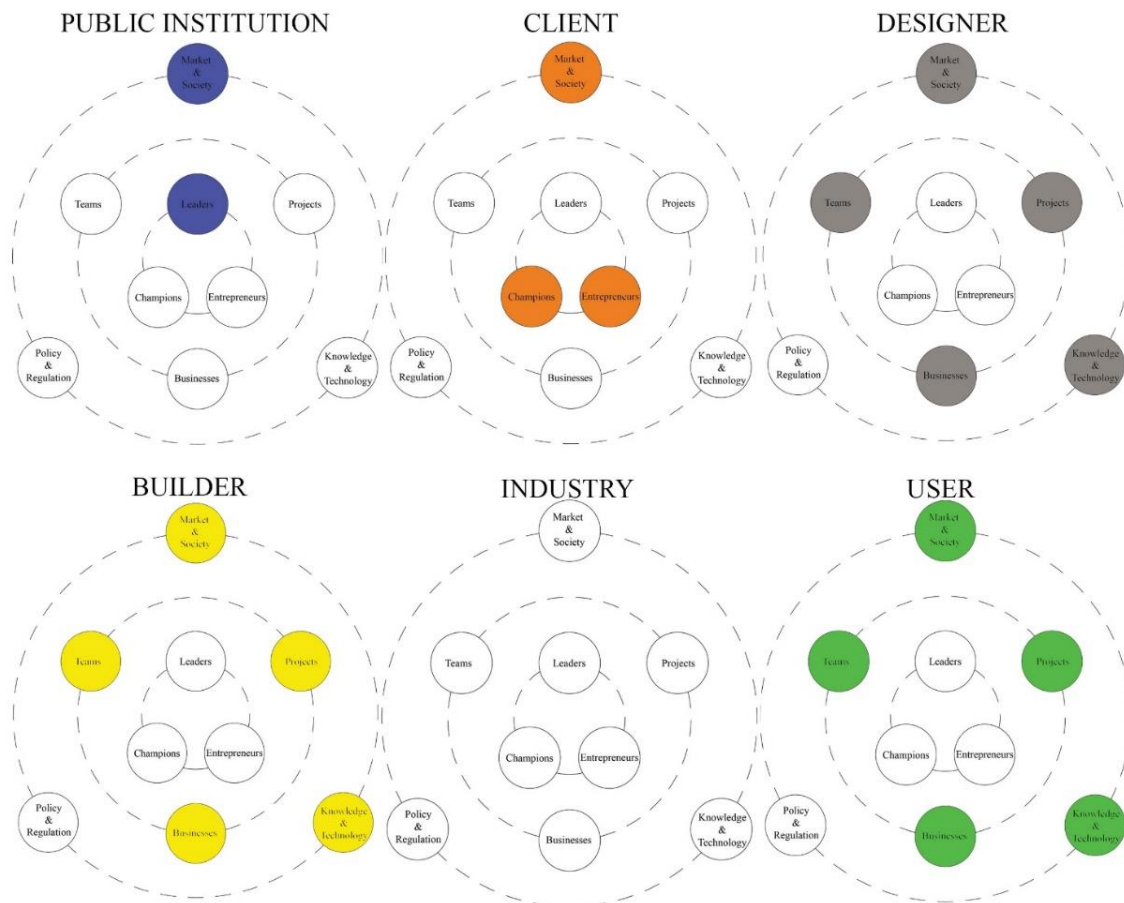 PUBLIC INSTITUTION
Market
&
Society
Teams
Leaders
Projects
Champions
Entrepreneurs
Policy
&
Regulation
Businesses
Knowledge
&
Technology
CLIENT
Market
&
Society
Teams
Leaders
Projects
Champions
Entrepreneurs
Policy
&
Regulation
Businesses
Knowledge
&
Technology
DESIGNER
Market
&
Society
Teams
Leaders
Projects
Champions
Entrepreneurs
Policy
&
Regulation
Businesses
Knowledge
&
Technology
BUILDER
Market
&
Society
Teams
Leaders
Projects
Champions
Entrepreneurs
Policy
&
Regulation
Businesses
Knowledge
&
Technology
INDUSTRY
Market
&
Society
Teams
Leaders
Projects
Champions
Entrepreneurs
Policy
&
Regulation
Businesses
Knowledge
&
Technology
USER
Market
&
Society
Teams
Leaders
Projects
Champions
Entrepreneurs
Policy
&
Regulation
Businesses
Knowledge
&
Technology